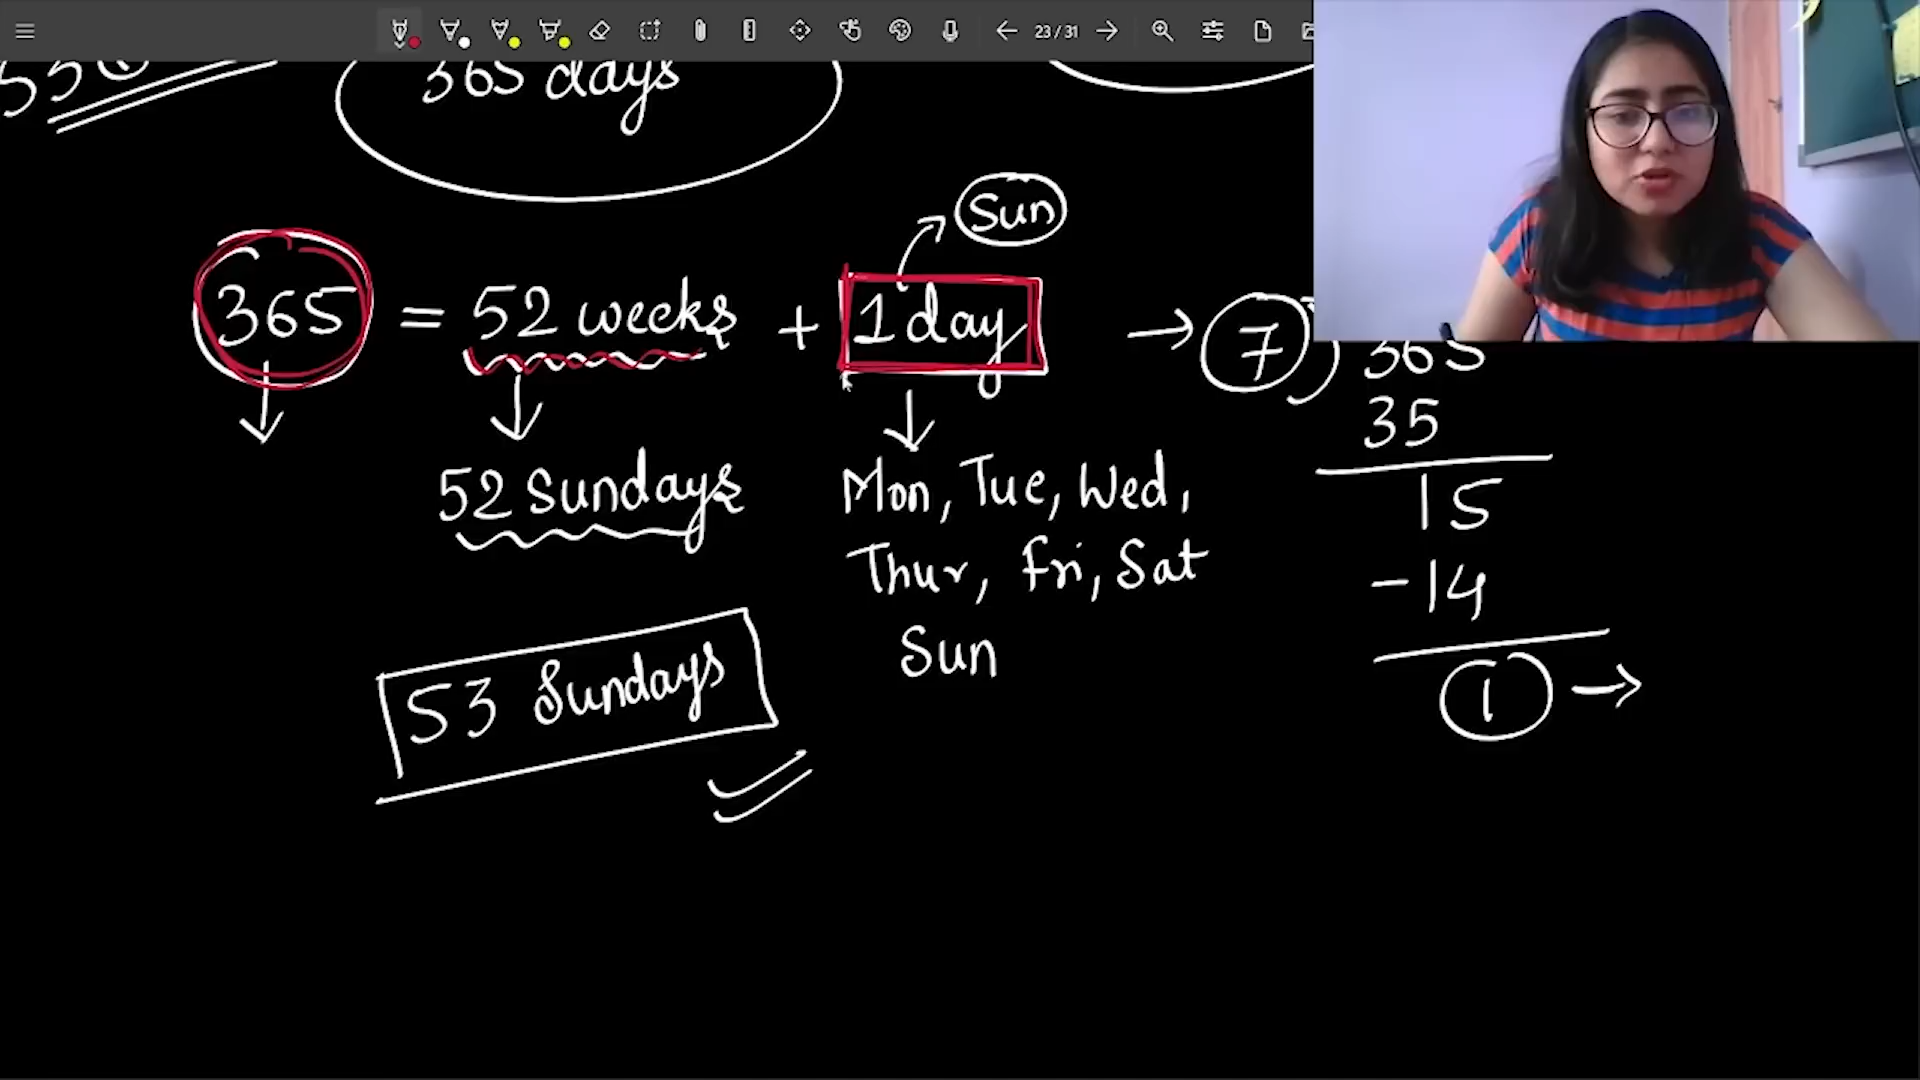 23/31
365 days
Sun
365 = 52 weeks + 1 day → 7) 365
35
52 Sundays
Mon, Tue, Wed,
15
Thur, Fri, Sat
-14
Sun
53 Sundays
1 →